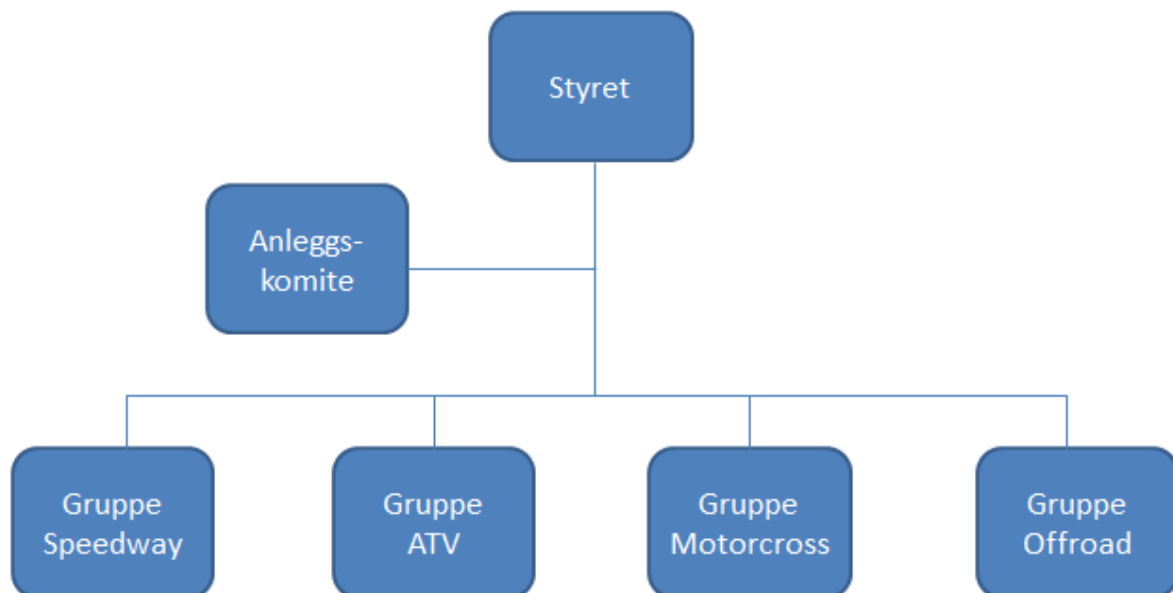 Styret
Anleggs-
komite
Gruppe
Speedway
Gruppe
ATV
Gruppe
Motorcross
Gruppe
Offroad